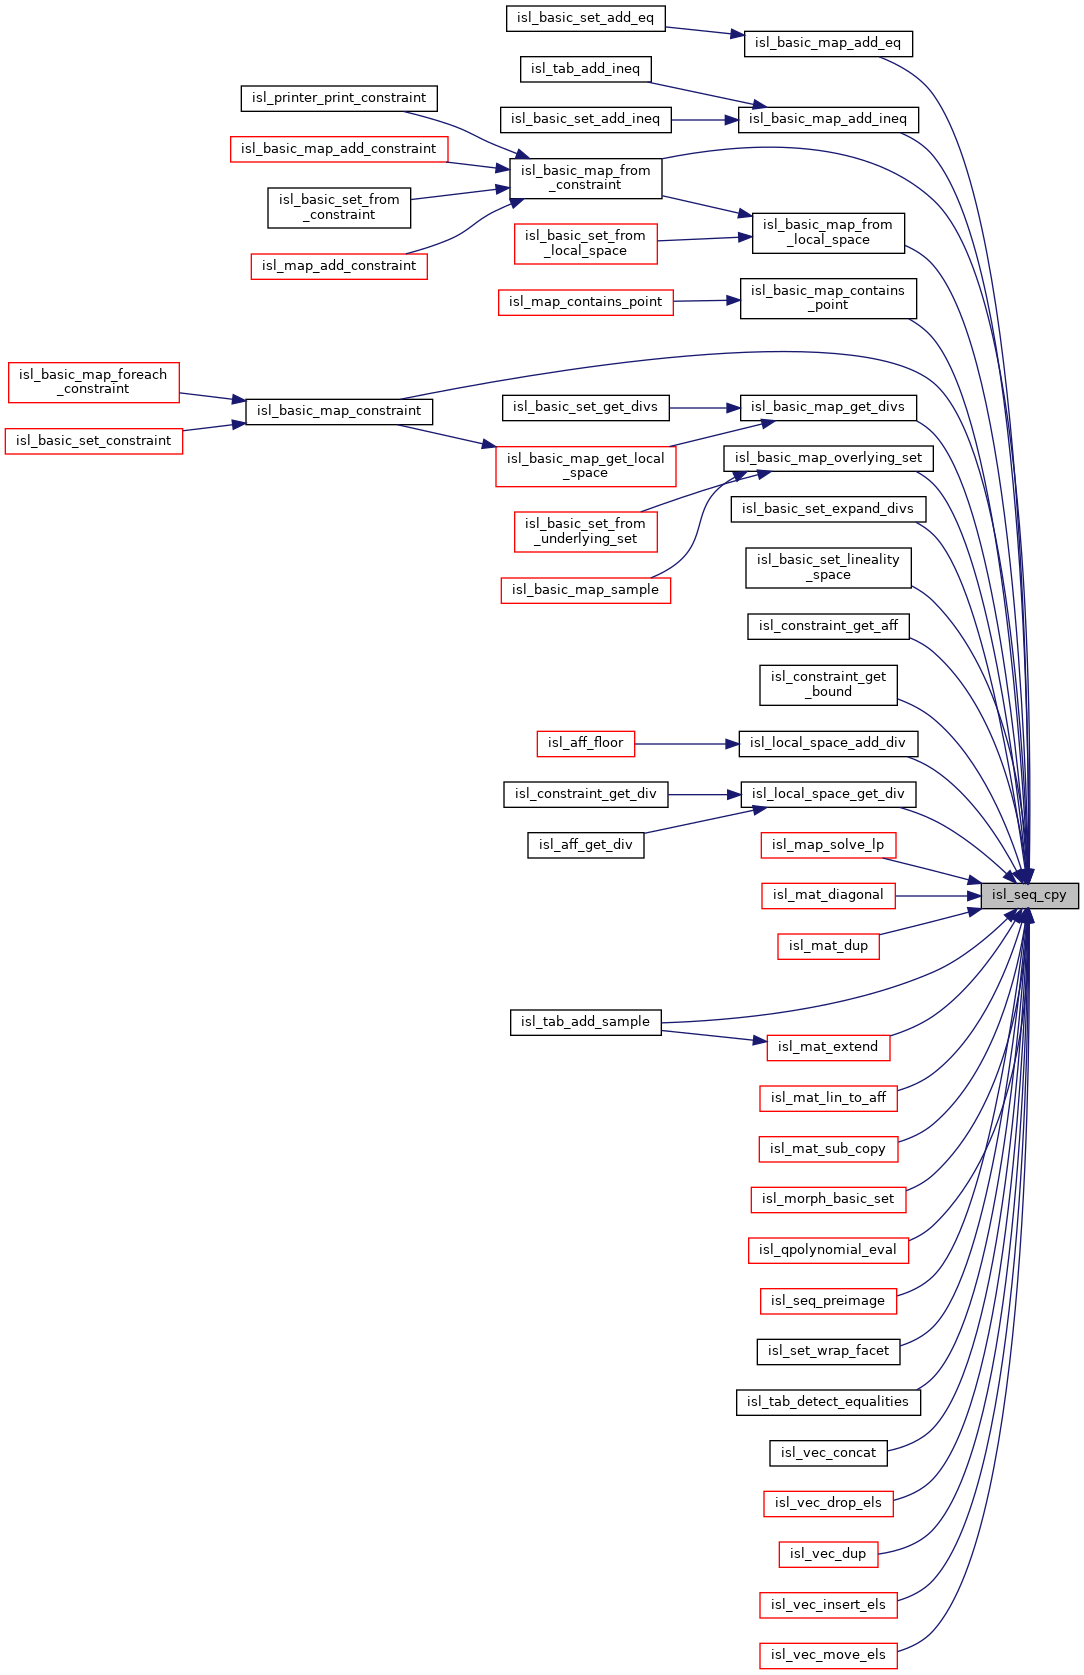 isl_basic_set_add_eq
isl_basic_map_add_eq
isl_tab_add_ineq
isl_printer_print_constraint
isl_basic_set_add_ineq
isl_basic_map_add_ineq
isl_basic_map_add_constraint
isl_basic_map_from
_constraint
isl_basic_set_from
_constraint
isl_basic_map_from
_local_space
isl_basic_set_from
_local_space
isl_map_add_constraint
isl_basic_map_contains
_point
isl_map_contains_point
isl_basic_map_foreach
_constraint
isl_basic_map_constraint
isl_basic_set_get_divs
isl_basic_map_get_divs
isl_basic_set_constraint
isl_basic_map_get_local
_space
isl_basic_map_overlying_set
isl_basic_set_expand_divs
isl_basic_set_from
_underlying_set
isl_basic_set_lineality
_space
isl_basic_map_sample
isl_constraint_get_aff
isl_constraint_get
_bound
isl_aff_floor
isl_local_space_add_div
isl_constraint_get_div
isl_local_space_get_div
isl_aff_get_div
isl_map_solve_lp
isl_mat_diagonal
isl_seq_cpy
isl_mat_dup
isl_tab_add_sample
isl_mat_extend
isl_mat_lin_to_aff
isl_mat_sub_copy
isl_morph_basic_set
isl_qpolynomial_eval
isl_seq_preimage
isl_set_wrap_facet
isl_tab_detect_equalities
isl_vec_concat
isl_vec_drop_els
isl_vec_dup
isl_vec_insert_els
isl_vec_move_els